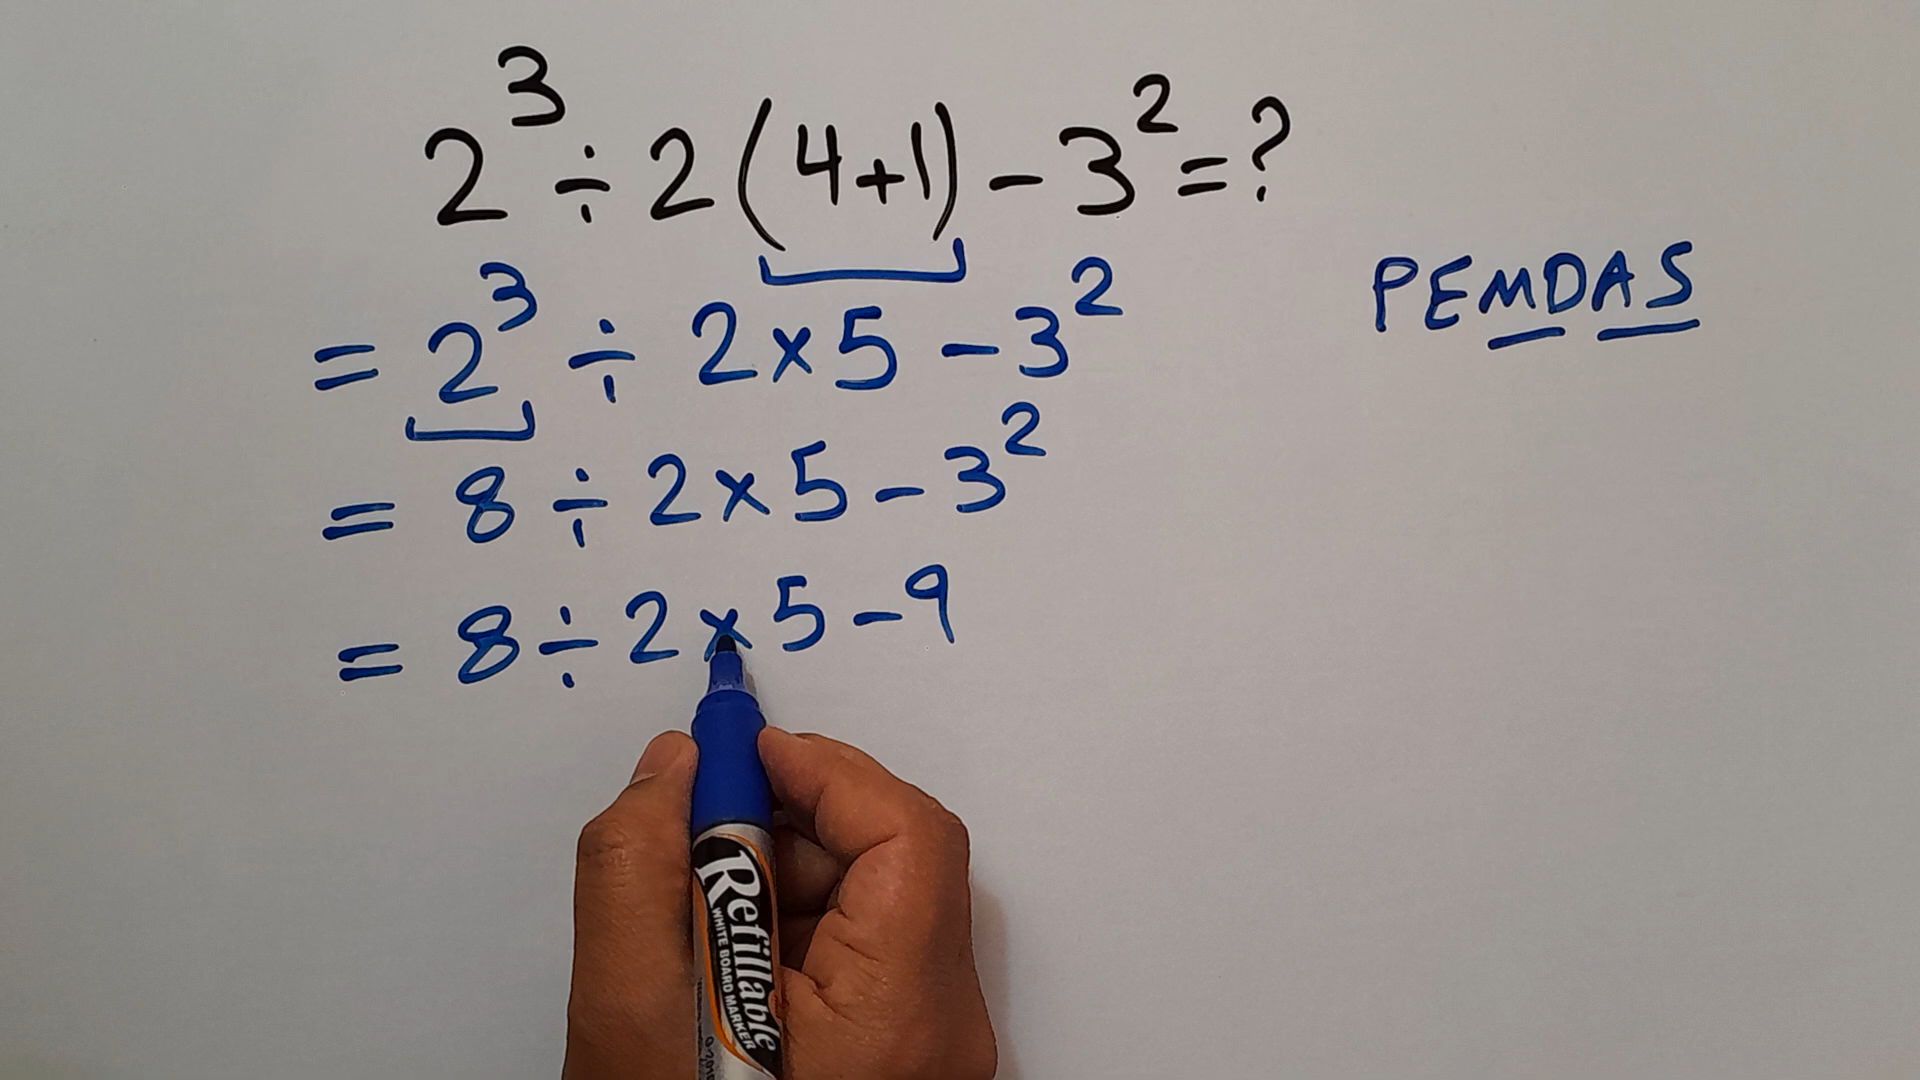 2³ ÷ 2(4+1) - 3² = ?
PEMDAS
= 2³ ÷ 2 × 5 - 3²
= 8 ÷ 2 × 5 - 3²
= 8 ÷ 2 × 5 - 9
Refillable
WHITE BOARD MARKER